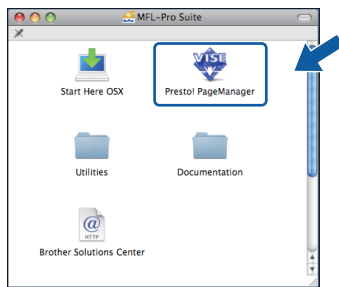 MFL-Pro Suite
VISE
Start Here OSX
Presto! PageManager
Utilities
Documentation
@
HTTP
Brother Solutions Center